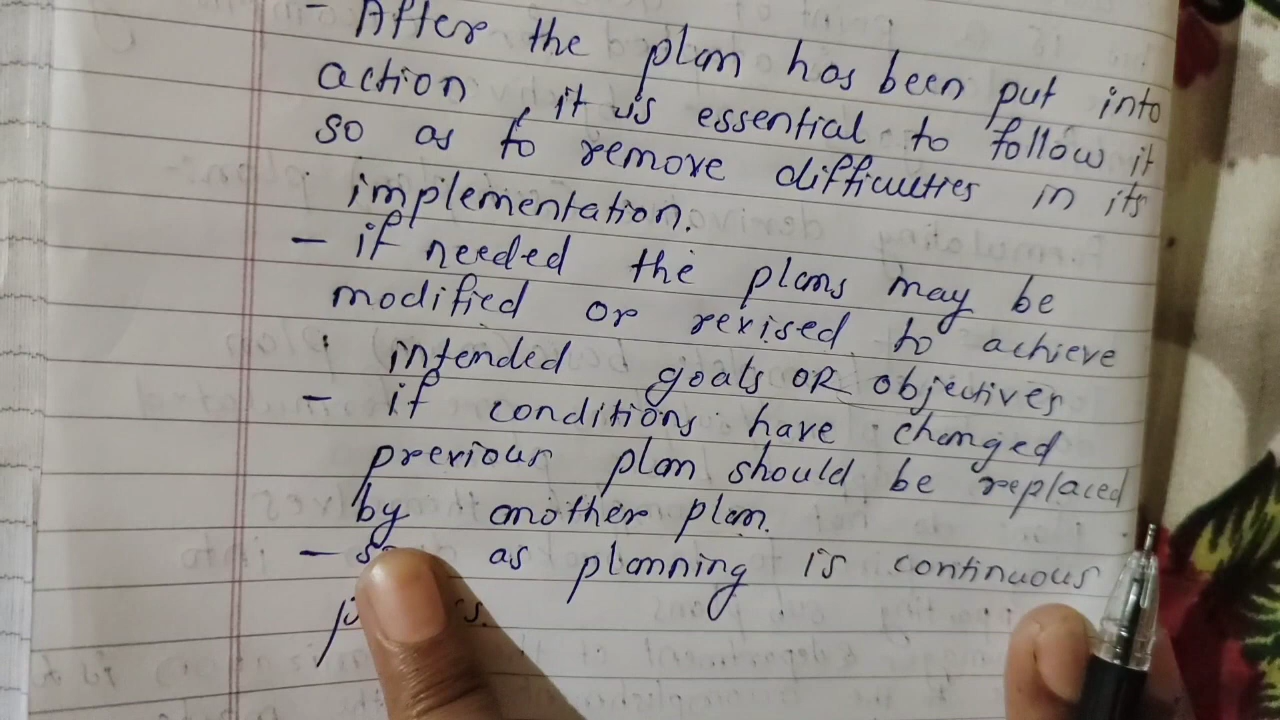 - After the plan has been put into
action, it is essential to follow it
so as to remove difficulties in its
implementation.
- if needed the plans may be
modified or revised to achieve
intended goals OR objectives
- if conditions have changed
previous plan should be replaced
by another plan.
- as planning is continuous